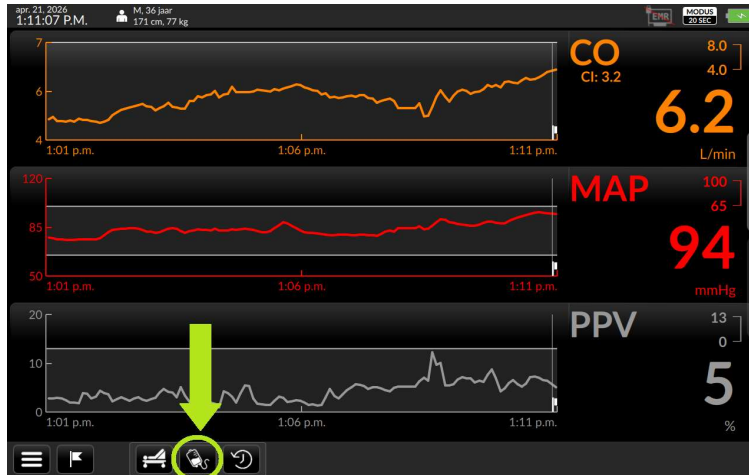 apr. 21, 2026
1:11:07 P.M.
M, 36 jaar
171 cm, 77 kg
EMR
MODUS
20 SEC
7
6
4
1:01 p.m.
1:06 p.m.
1:11 p.m.
CO
CI: 3.2
8.0
4.0
6.2
L/min
120
85
50
1:01 p.m.
1:06 p.m.
1:11 p.m.
MAP
100
65
94
mmHg
20
10
0
1:01 p.m.
1:06 p.m.
1:11 p.m.
PPV
13
0
5
%